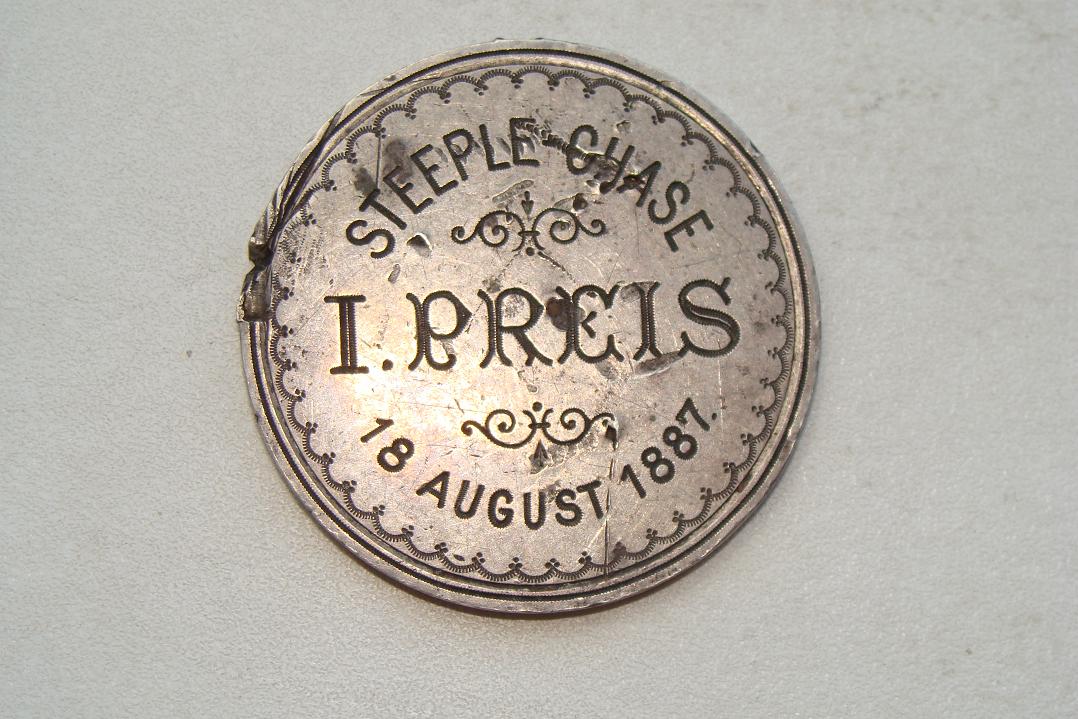 STEEPLE CHASE
I. PREIS
18 AUGUST 1887.